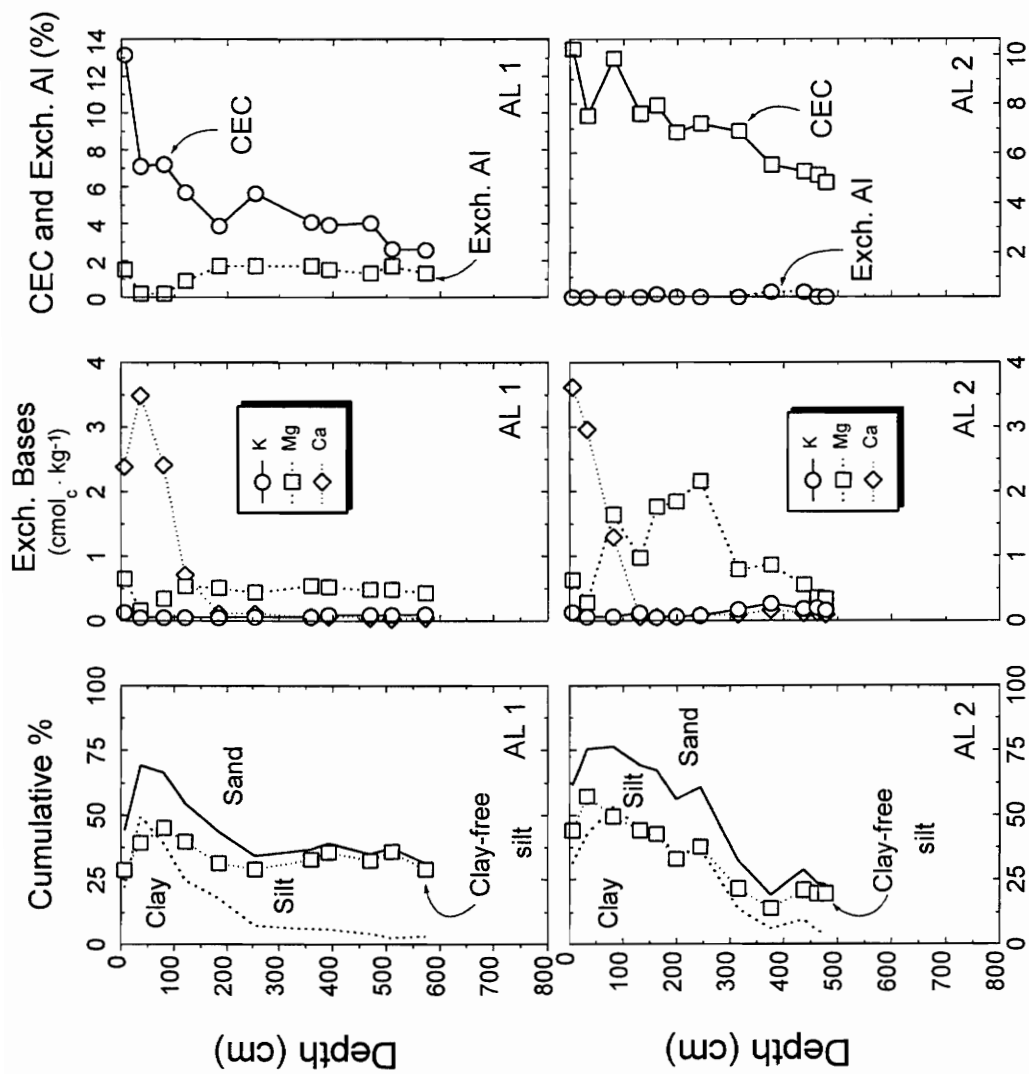 Cumulative %
100
75
50
25
0
Clay
Sand
Silt
Clay-free
silt
AL 1
0
100
200
300
400
500
600
700
800
Depth (cm)
Exch. Bases
(cmolc · kg-1)
4
3
2
1
0
K
Mg
Ca
AL 1
CEC and Exch. Al (%)
14
12
10
8
6
4
2
0
CEC
Exch. Al
AL 1
100
75
50
25
0
Clay
Silt
Sand
Clay-free
silt
AL 2
0
100
200
300
400
500
600
700
800
Depth (cm)
4
3
2
1
0
K
Mg
Ca
AL 2
10
8
6
4
2
CEC
Exch. Al
AL 2